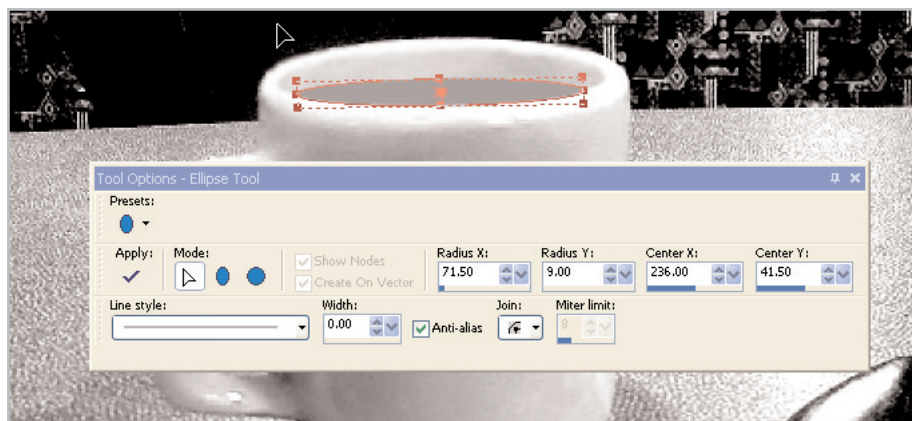 Tool Options - Ellipse Tool
Presets:
Apply: Mode: Show Nodes Radius X: Radius Y: Center X: Center Y:
71.50 9.00 236.00 41.50
Create On Vector
Line style: Width: Join: Miter limit:
0.00 Anti-alias 8